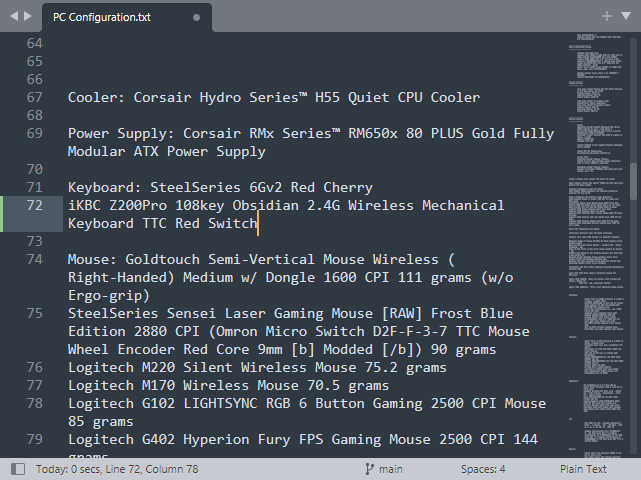 PC Configuration.txt
64
65
66
67 Cooler: Corsair Hydro Series™ H55 Quiet CPU Cooler
68
69 Power Supply: Corsair RMx Series™ RM650x 80 PLUS Gold Fully
Modular ATX Power Supply
70
71 Keyboard: SteelSeries 6Gv2 Red Cherry
72 iKBC Z200Pro 108key Obsidian 2.4G Wireless Mechanical
Keyboard TTC Red Switch
73
74 Mouse: Goldtouch Semi-Vertical Mouse Wireless (
Right-Handed) Medium w/ Dongle 1600 CPI 111 grams (w/o
Ergo-grip)
75 SteelSeries Sensei Laser Gaming Mouse [RAW] Frost Blue
Edition 2880 CPI (Omron Micro Switch D2F-F-3-7 TTC Mouse
Wheel Encoder Red Core 9mm [b] Modded [/b]) 90 grams
76 Logitech M220 Silent Wireless Mouse 75.2 grams
77 Logitech M170 Wireless Mouse 70.5 grams
78 Logitech G102 LIGHTSYNC RGB 6 Button Gaming 2500 CPI Mouse
85 grams
79 Logitech G402 Hyperion Fury FPS Gaming Mouse 2500 CPI 144
grams
Today: 0 secs, Line 72, Column 78 main Spaces: 4 Plain Text